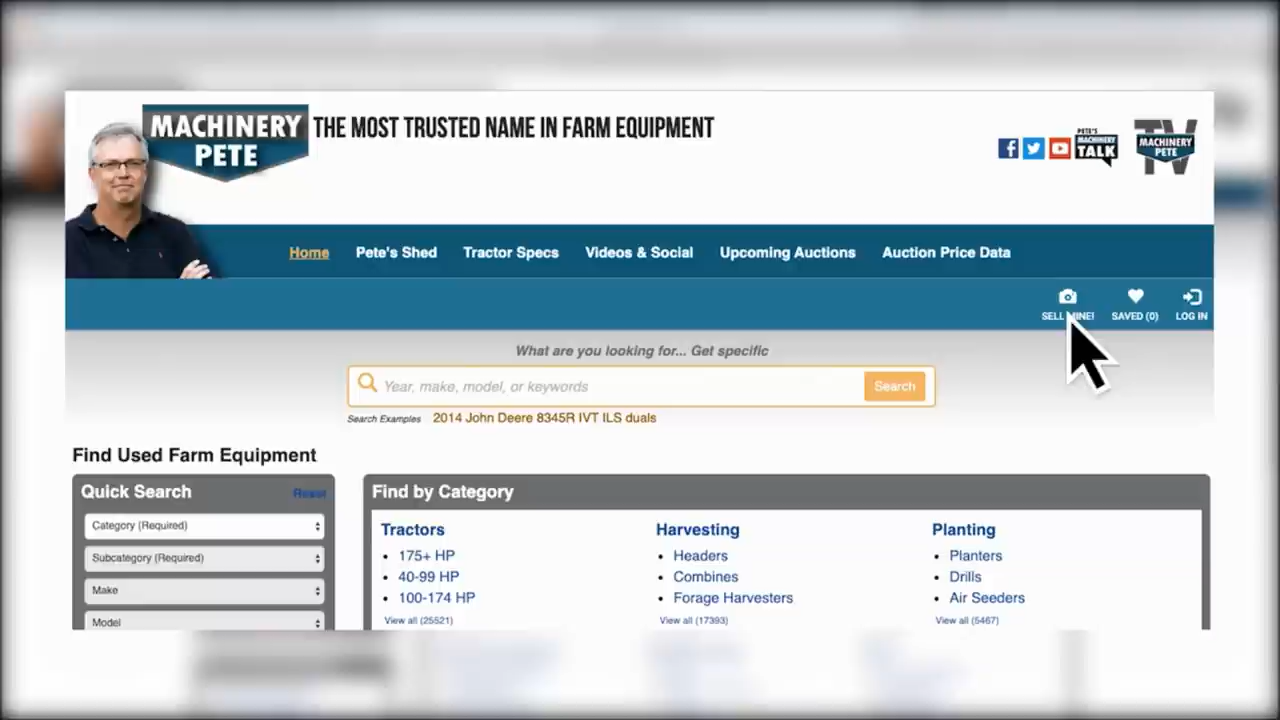 MACHINERY
PETE
THE MOST TRUSTED NAME IN FARM EQUIPMENT
PETE'S
MACHINERY
TALK
TV
MACHINERY
PETE
Home Pete's Shed Tractor Specs Videos & Social Upcoming Auctions Auction Price Data
SELL MINE! SAVED (0) LOG IN
What are you looking for... Get specific
Year, make, model, or keywords Search
Search Examples 2014 John Deere 8345R IVT ILS duals
Find Used Farm Equipment
Quick Search Reset
Category (Required)
Subcategory (Required)
Make
Model
Find by Category
Tractors
• 175+ HP
• 40-99 HP
• 100-174 HP
View all (25521)
Harvesting
• Headers
• Combines
• Forage Harvesters
View all (17393)
Planting
• Planters
• Drills
• Air Seeders
View all (5467)